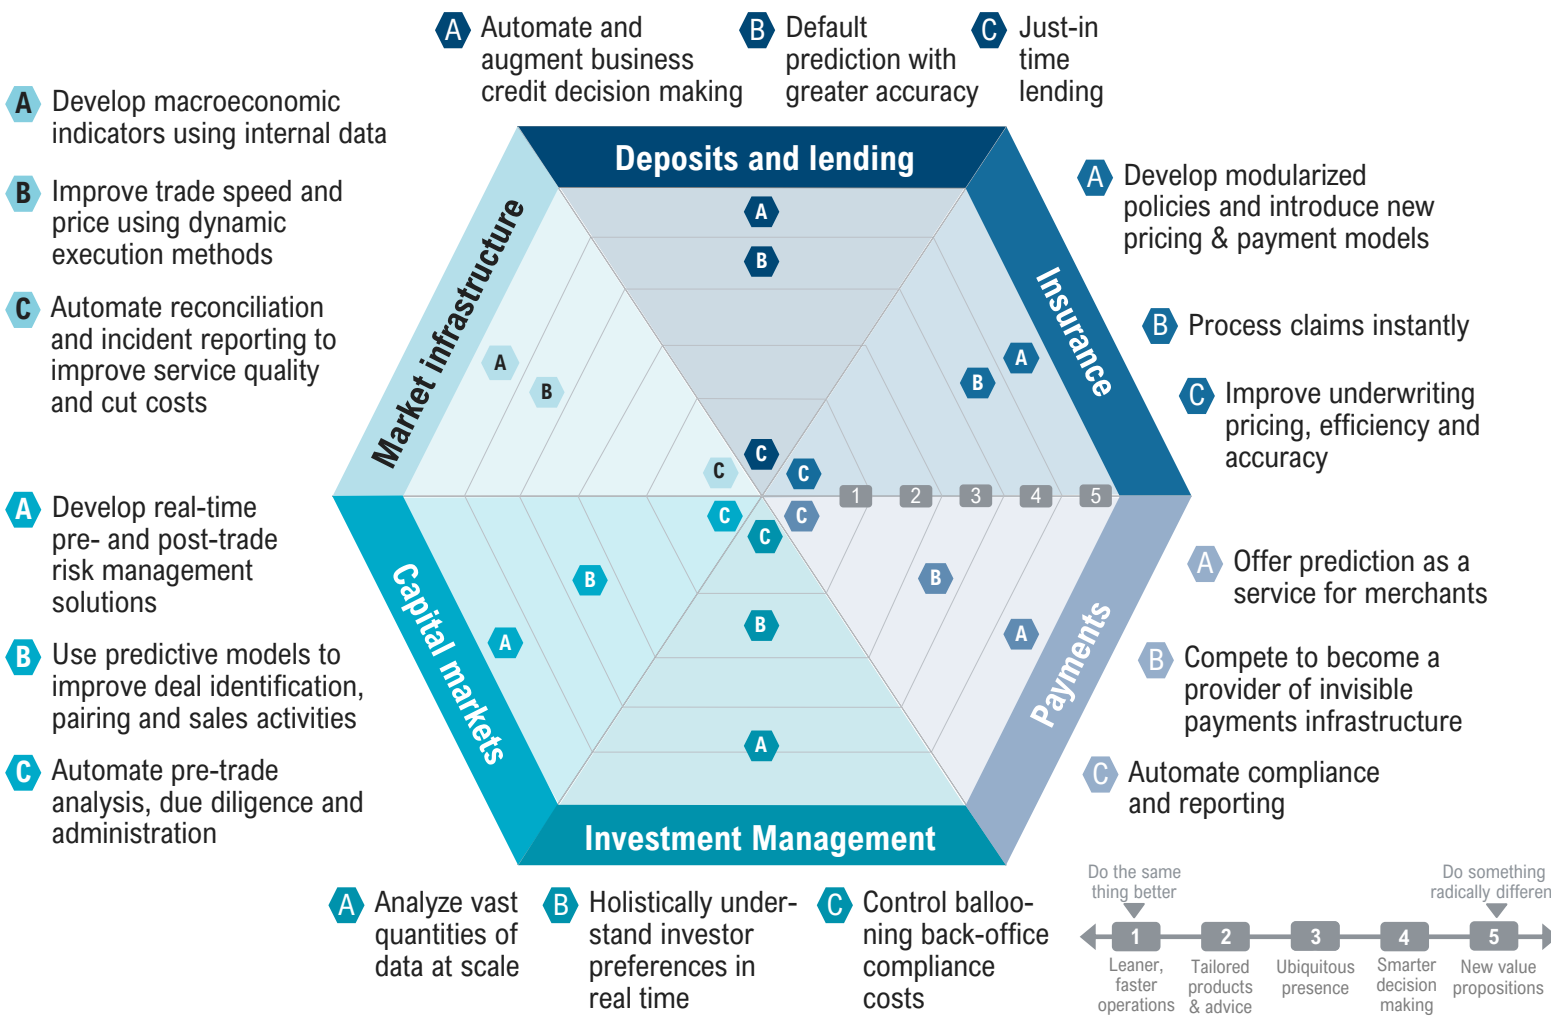 A Automate and
augment business
credit decision making
B Default
prediction with
greater accuracy
C Just-in
time
lending
A Develop macroeconomic
indicators using internal data
B Improve trade speed and
price using dynamic
execution methods
C Automate reconciliation
and incident reporting to
improve service quality
and cut costs
A Develop real-time
pre- and post-trade
risk management
solutions
B Use predictive models to
improve deal identification,
pairing and sales activities
C Automate pre-trade
analysis, due diligence and
administration
Deposits and lending
Market infrastructure
Insurance
Capital markets
Payments
Investment Management
A
B
C
A
B
C
A
B
C
1 2 3 4 5
C
B
A
C
B
A
C
B
A
A Develop modularized
policies and introduce new
pricing & payment models
B Process claims instantly
C Improve underwriting
pricing, efficiency and
accuracy
A Offer prediction as a
service for merchants
B Compete to become a
provider of invisible
payments infrastructure
C Automate compliance
and reporting
A Analyze vast
quantities of
data at scale
B Holistically under-
stand investor
preferences in
real time
C Control balloo-
ning back-office
compliance
costs
Do the same
thing better
Do something
radically differen
1 2 3 4 5
Leaner,
faster
operations
Tailored
products
& advice
Ubiquitous
presence
Smarter
decision
making
New value
propositions